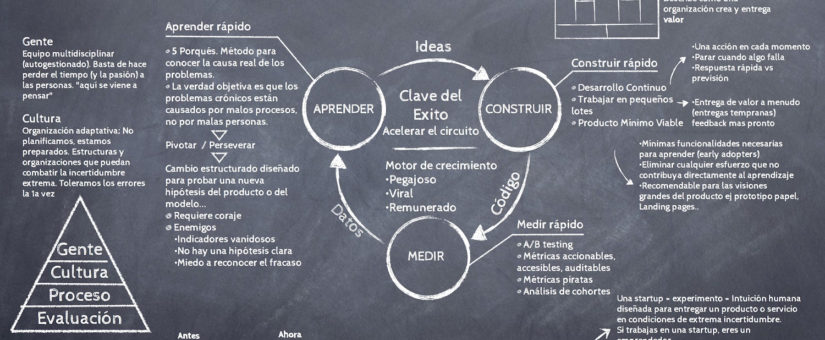 Gente
Equipo multidisciplinar
(autogestionado). Basta de hace
perder el tiempo (y la pasión) a
las personas. "aqui se viene a
pensar"
Cultura
Organización adaptativa; No
planificamos, estamos
preparados. Estructuras y
organizaciones que puedan
combatir la incertidumbre
extrema. Toleramos los errores
la 1a vez
Gente
Cultura
Proceso
Evaluación
Aprender rápido
5 Porqués. Método para
conocer la causa real de los
problemas.
La verdad objetiva es que los
problemas crónicos están
causados por malos procesos,
no por malas personas.
Pivotar / Perseverar
Cambio estructurado diseñado
para probar una nueva
hipótesis del producto o del
modelo...
Requiere coraje
Enemigos
•Indicadores vanidosos
•No hay una hipótesis clara
•Miedo a reconocer el fracaso
Antes
Ahora
Ideas
APRENDER
Clave del
Exito
Acelerar el circuito
CONSTRUIR
Motor de crecimiento
•Pegajoso
•Viral
•Remunerado
Código
Datos
MEDIR
Medir rápido
A/B testing
Métricas accionables,
accesibles, auditables
Métricas piratas
Análisis de cohortes
organización crea y entrega
valor
Construir rápido
Desarrollo Continuo
Trabajar en pequeños
lotes
Producto Minimo Viable
•Una acción en cada momento
•Parar cuando algo falla
•Respuesta rápida vs
previsión
•Entrega de valor a menudo
(entregas tempranas)
feedback mas pronto
•Minimas funcionalidades necesarias
para aprender (early adopters)
•Eliminar cualquier esfuerzo que no
contribuya directamente al aprendizaje
•Recomendable para las visiones
grandes del producto ej prototipo papel,
Landing pages..
Una startup = experimento = Intuición humana
diseñada para entregar un producto o servicio
en condiciones de extrema incertidumbre.
Si trabajas en una startup, eres un